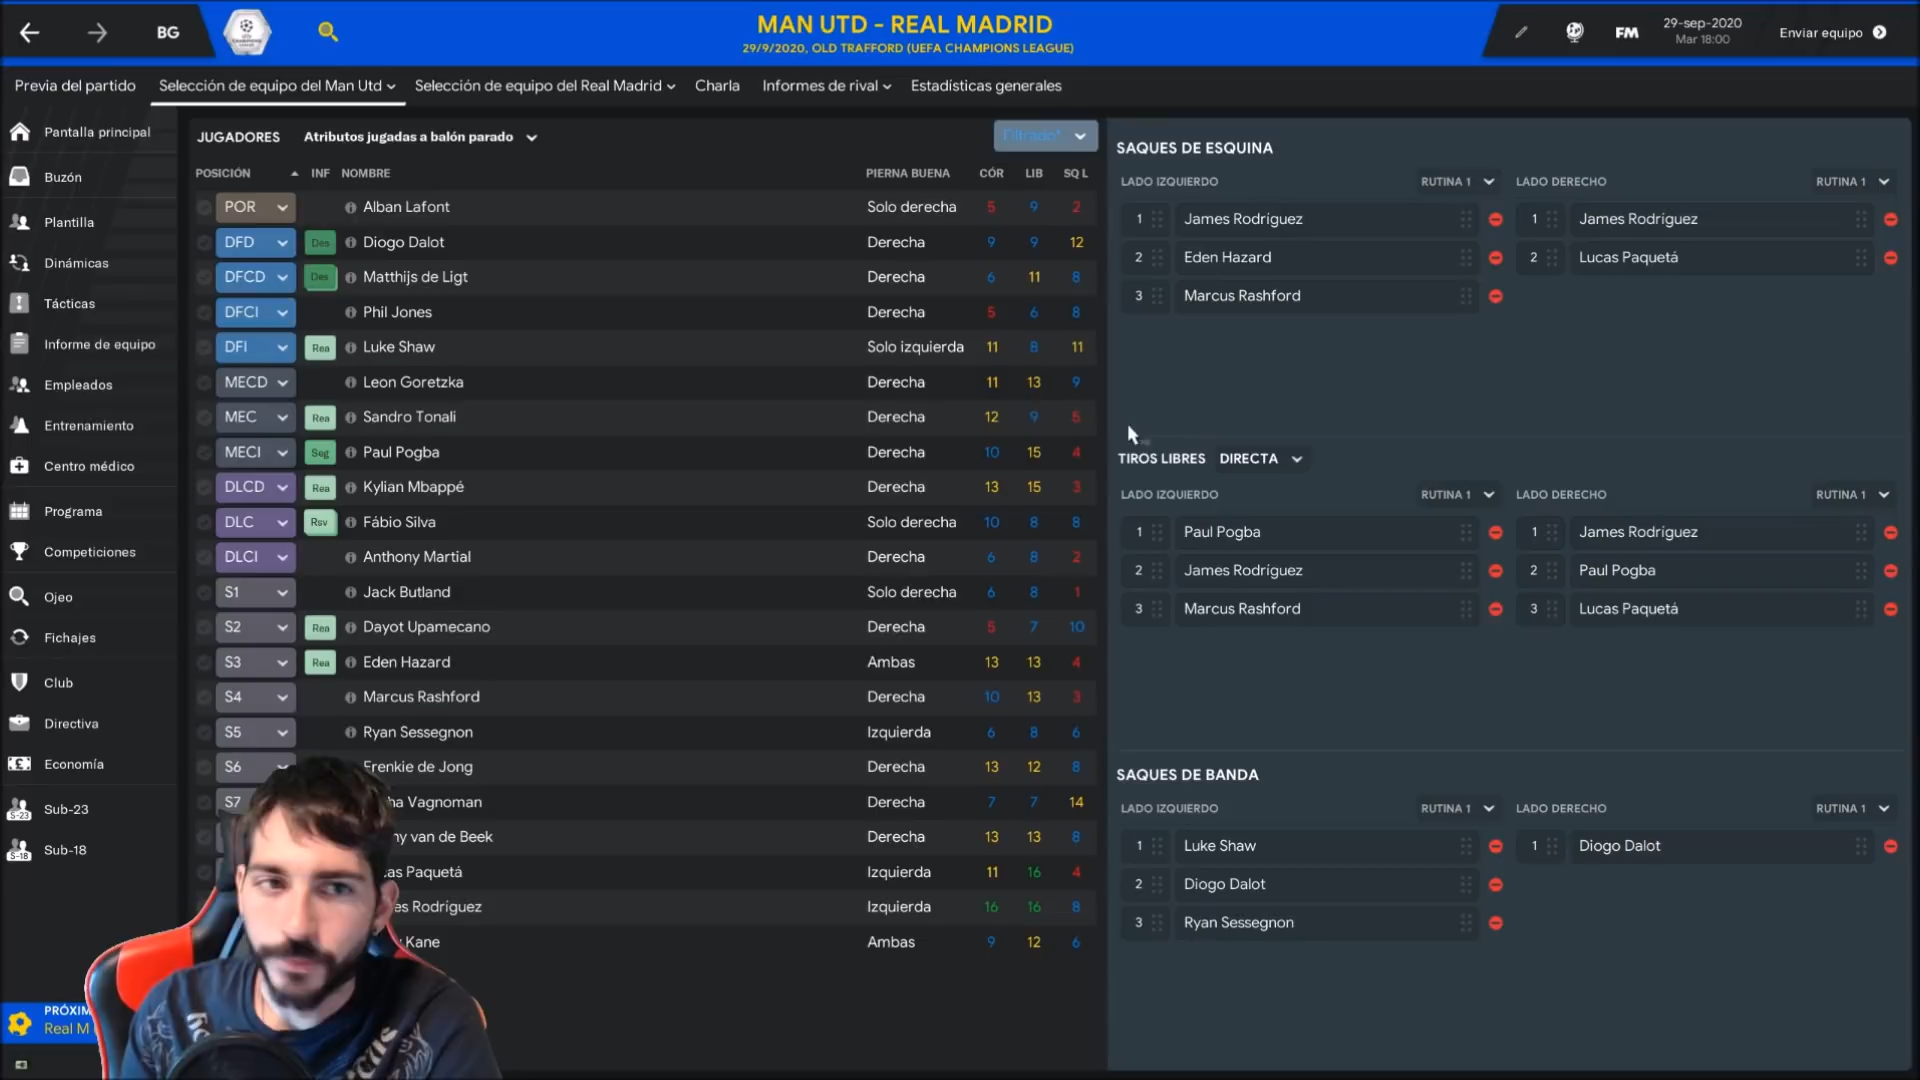 BG
MAN UTD - REAL MADRID
29/9/2020, OLD TRAFFORD (UEFA CHAMPIONS LEAGUE)
FM
29-sep-2020
Mar 18:00
Enviar equipo
Previa del partido
Selección de equipo del Man Utd
Selección de equipo del Real Madrid
Charla
Informes de rival
Estadísticas generales
Pantalla principal
Buzón
Plantilla
Dinámicas
Tácticas
Informe de equipo
Empleados
Entrenamiento
Centro médico
Programa
Competiciones
Ojeo
Fichajes
Club
Directiva
Economía
S-23 Sub-23
S-18 Sub-18
PRÓXIM
Real M
JUGADORES Atributos jugadas a balón parado Filtrado*
POSICIÓN INF NOMBRE PIERNA BUENA CÓR LIB SQ L
POR Alban Lafont Solo derecha 5 9 2
DFD Des Diogo Dalot Derecha 9 9 12
DFCD Des Matthijs de Ligt Derecha 6 11 8
DFCI Phil Jones Derecha 5 6 8
DFI Rea Luke Shaw Solo izquierda 11 8 11
MECD Leon Goretzka Derecha 11 13 9
MEC Rea Sandro Tonali Derecha 12 9 5
MECI Seg Paul Pogba Derecha 10 15 4
DLCD Rea Kylian Mbappé Derecha 13 15 3
DLC Rsv Fábio Silva Solo derecha 10 8 8
DLCI Anthony Martial Derecha 6 8 2
S1 Jack Butland Solo derecha 6 8 1
S2 Rea Dayot Upamecano Derecha 5 7 10
S3 Rea Eden Hazard Ambas 13 13 4
S4 Marcus Rashford Derecha 10 13 3
S5 Ryan Sessegnon Izquierda 6 8 6
S6 Frenkie de Jong Derecha 13 12 8
S7 ha Vagnoman Derecha 7 7 14
ny van de Beek Derecha 13 13 8
as Paquetá Izquierda 11 16 4
es Rodríguez Izquierda 16 16 8
Kane Ambas 9 12 6
SAQUES DE ESQUINA
LADO IZQUIERDO RUTINA 1 LADO DERECHO RUTINA 1
1 James Rodríguez 1 James Rodríguez
2 Eden Hazard 2 Lucas Paquetá
3 Marcus Rashford
TIROS LIBRES DIRECTA
LADO IZQUIERDO RUTINA 1 LADO DERECHO RUTINA 1
1 Paul Pogba 1 James Rodríguez
2 James Rodríguez 2 Paul Pogba
3 Marcus Rashford 3 Lucas Paquetá
SAQUES DE BANDA
LADO IZQUIERDO RUTINA 1 LADO DERECHO RUTINA 1
1 Luke Shaw 1 Diogo Dalot
2 Diogo Dalot
3 Ryan Sessegnon